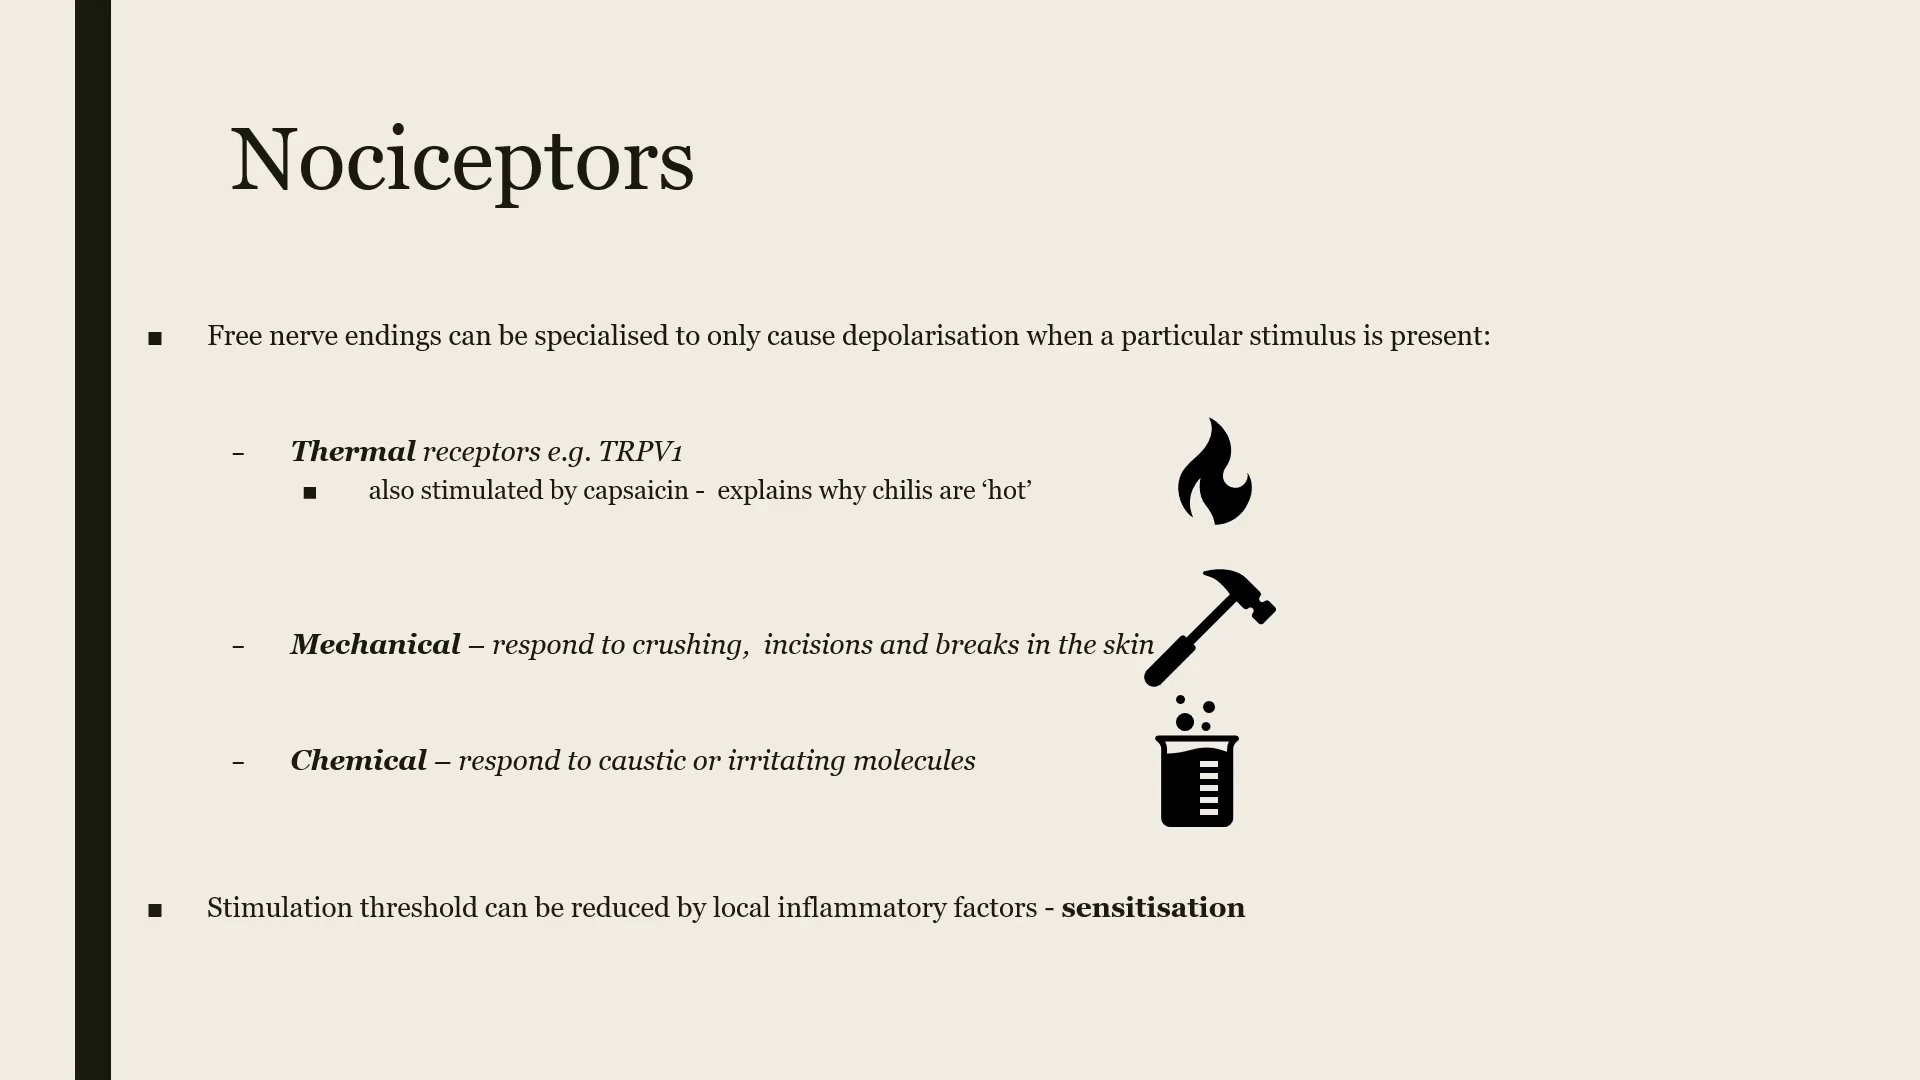 Nociceptors
■ Free nerve endings can be specialised to only cause depolarisation when a particular stimulus is present:
– Thermal receptors e.g. TRPV1
■ also stimulated by capsaicin -  explains why chilis are ‘hot’
– Mechanical – respond to crushing,  incisions and breaks in the skin
– Chemical – respond to caustic or irritating molecules
■ Stimulation threshold can be reduced by local inflammatory factors - sensitisation